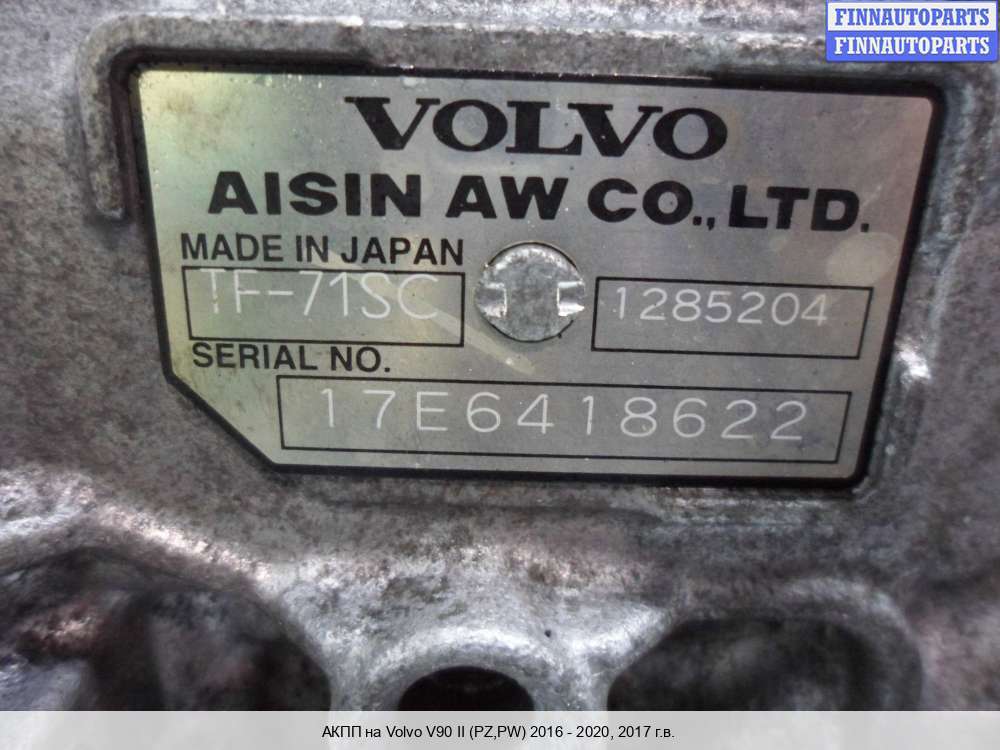 FINNAUTOPARTS
FINNAUTOPARTS
VOLVO
AISIN AW CO., LTD.
MADE IN JAPAN
TF-71SC 1285204
SERIAL NO.
17E6418622
АКПП на Volvo V90 II (PZ,PW) 2016 - 2020, 2017 г.в.